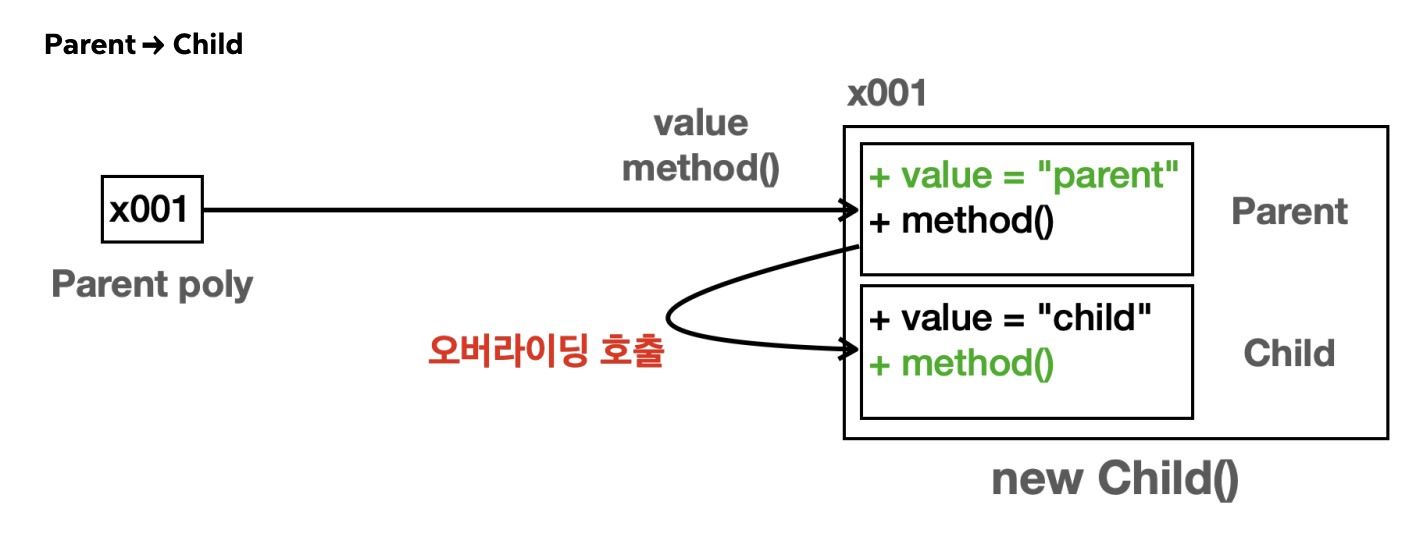 Parent → Child
x001
value
method()
+ value = "parent"
+ method()
Parent
x001
Parent poly
+ value = "child"
+ method()
Child
오버라이딩 호출
new Child()